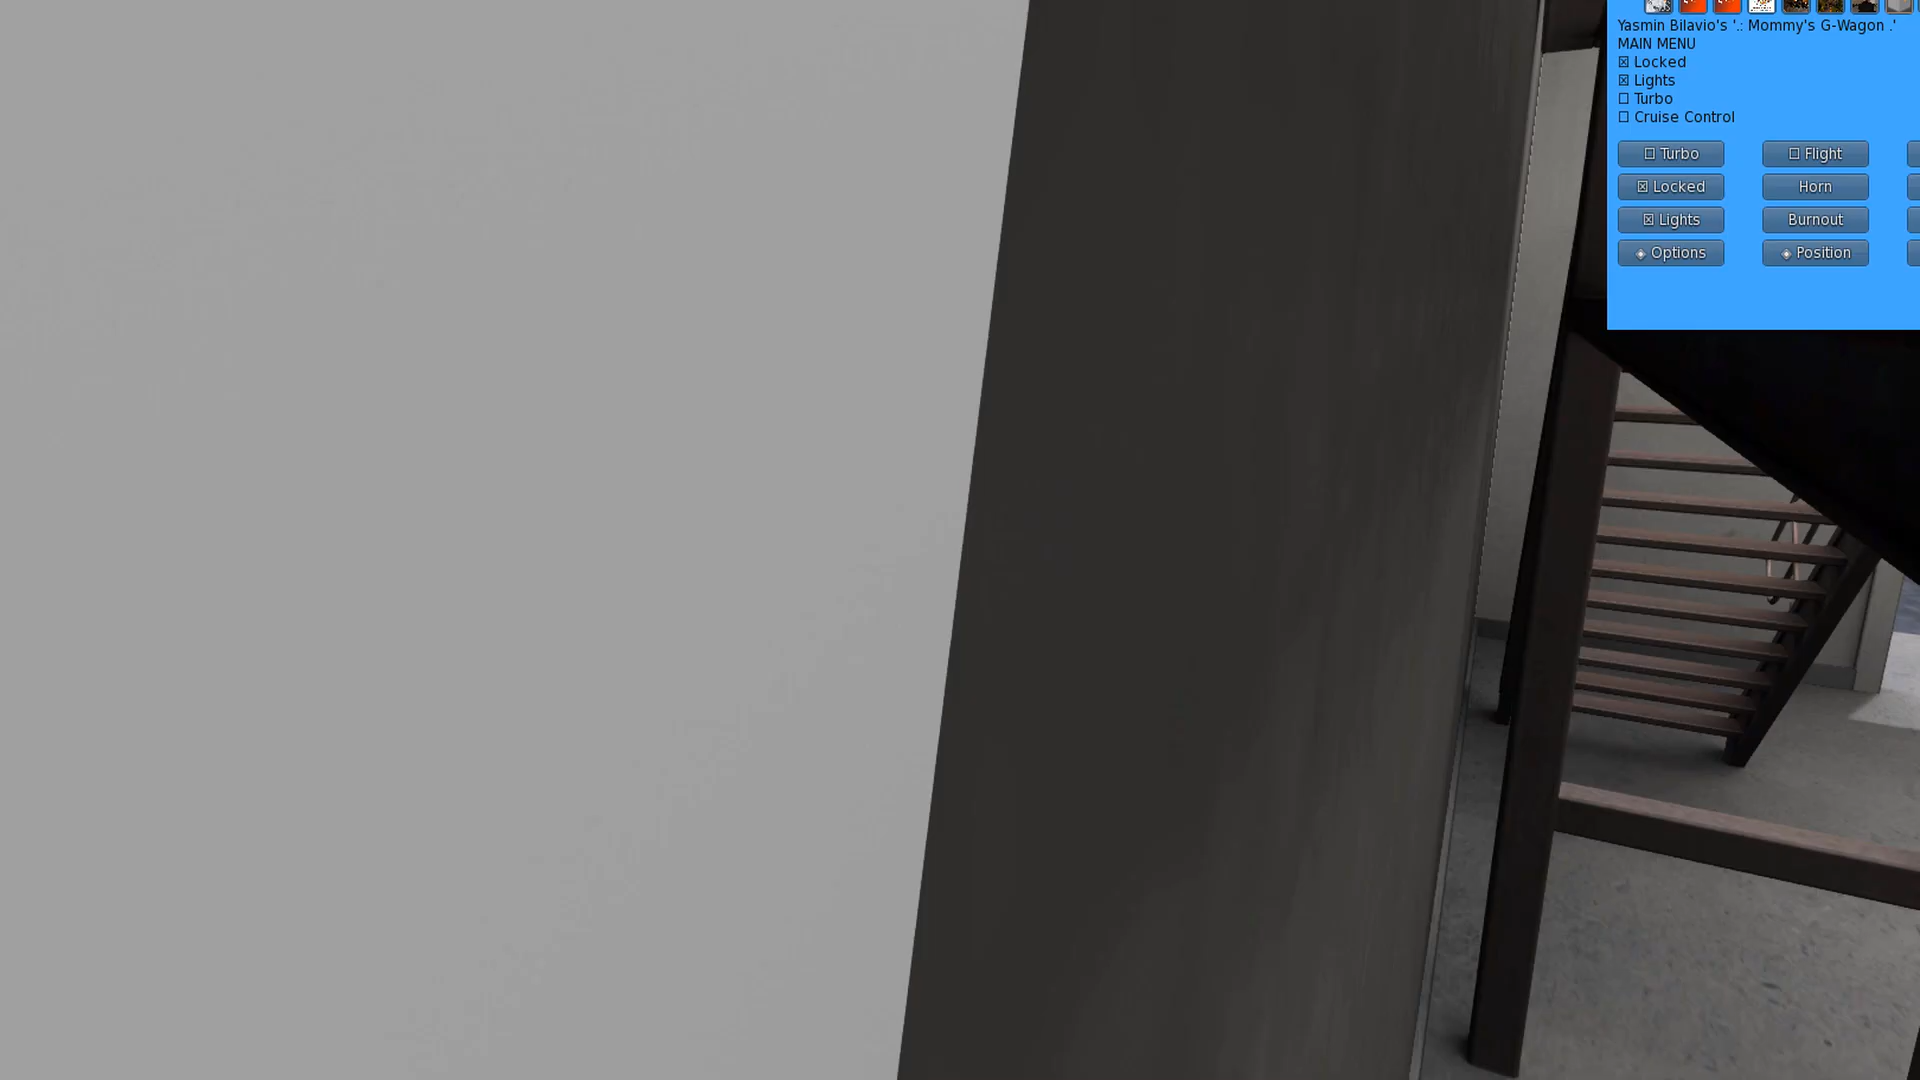 Yasmin Bilavio's '.: Mommy's G-Wagon .'
MAIN MENU
☒ Locked
☒ Lights
☐ Turbo
☐ Cruise Control
☐ Turbo ☐ Flight
☒ Locked Horn
☒ Lights Burnout
◈ Options ◈ Position